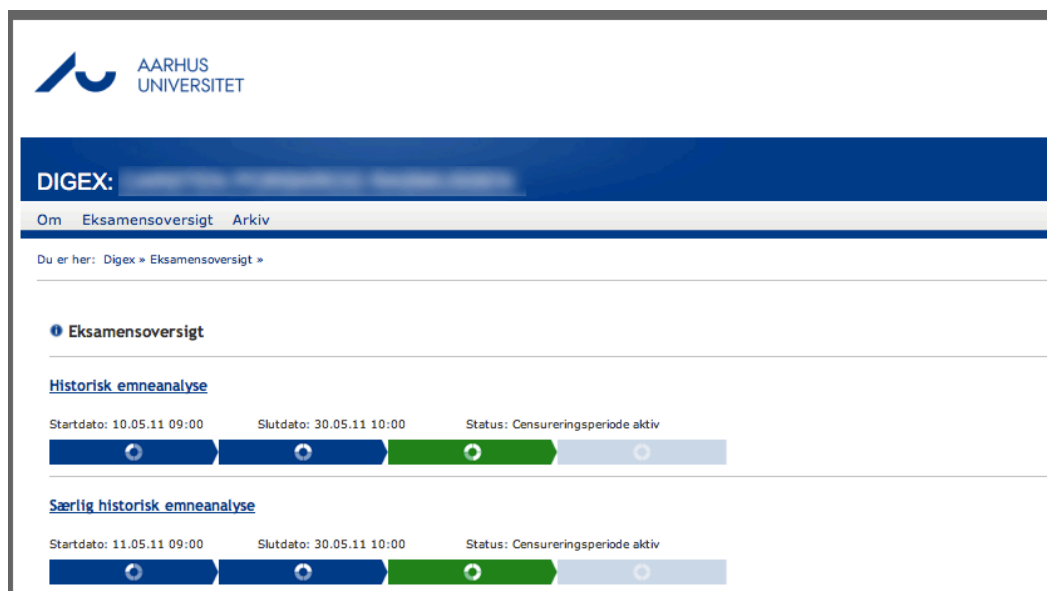 AARHUS
UNIVERSITET
DIGEX:
Om Eksamensoversigt Arkiv
Du er her: Digex » Eksamensoversigt »
Eksamensoversigt
Historisk emneanalyse
Startdato: 10.05.11 09:00 Slutdato: 30.05.11 10:00 Status: Censureringsperiode aktiv
Særlig historisk emneanalyse
Startdato: 11.05.11 09:00 Slutdato: 30.05.11 10:00 Status: Censureringsperiode aktiv